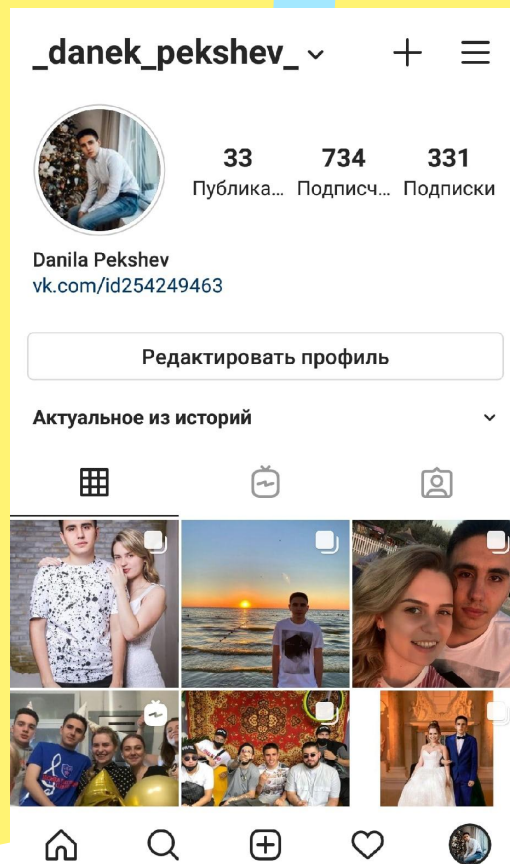 _danek_pekshev_
33 734 331
Публика... Подписч... Подписки
Danila Pekshev
vk.com/id254249463
Редактировать профиль
Актуальное из историй